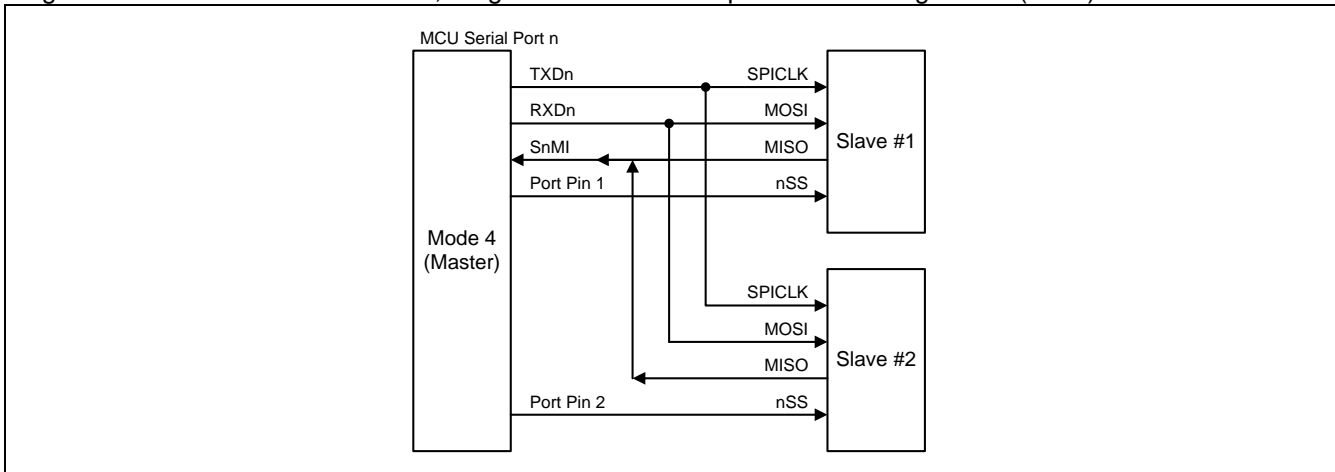 MCU Serial Port n
TXDn SPICLK
RXDn MOSI
SnMI MISO
Port Pin 1 nSS
Slave #1
Mode 4
(Master)
SPICLK
MOSI
MISO
Slave #2
Port Pin 2 nSS